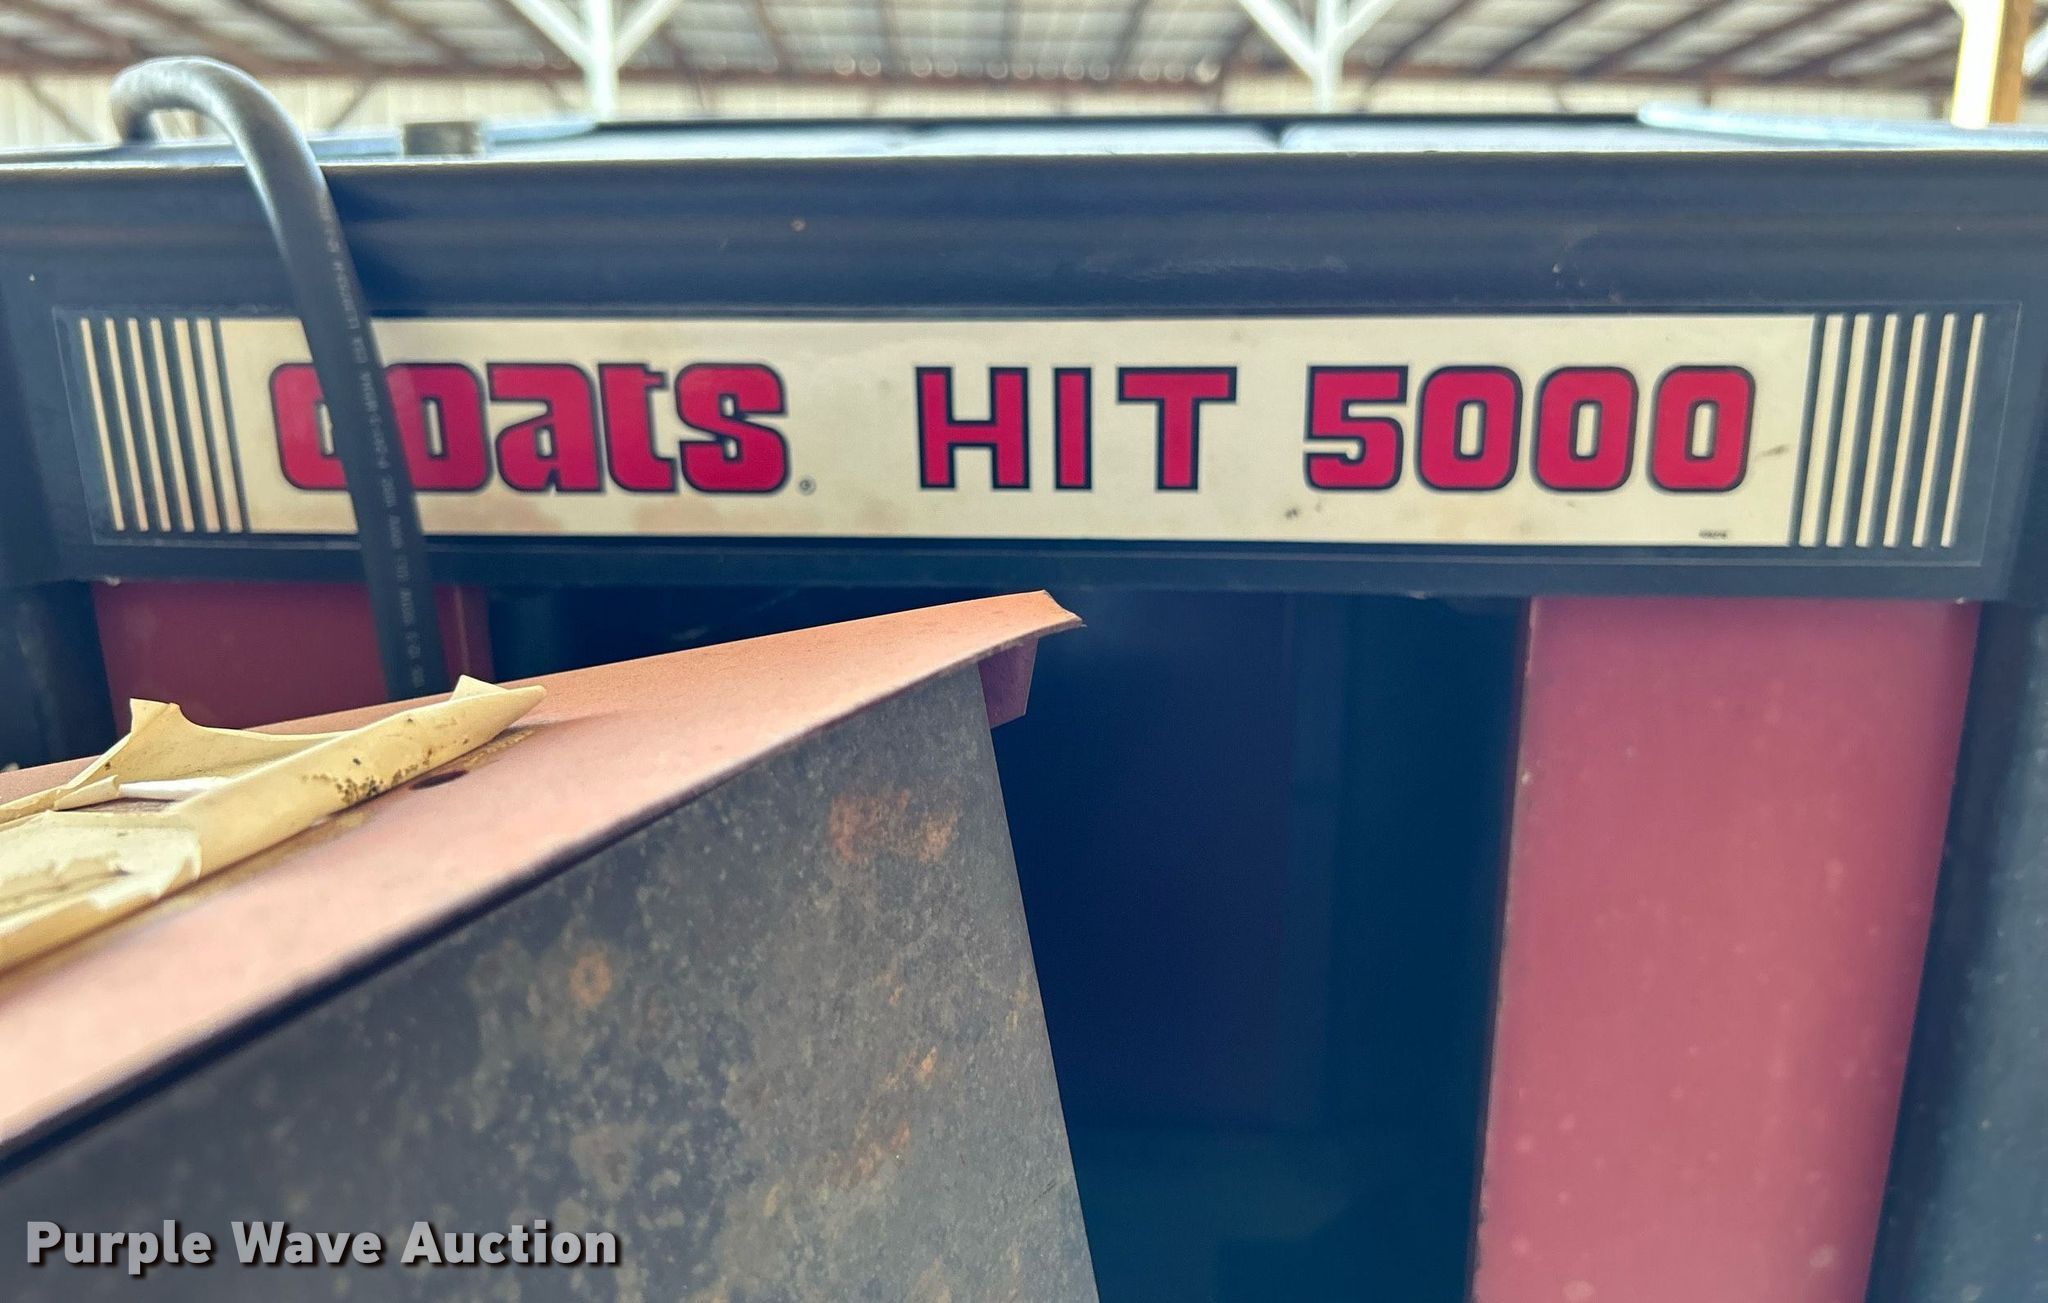 coats® HIT 5000
Purple Wave Auction